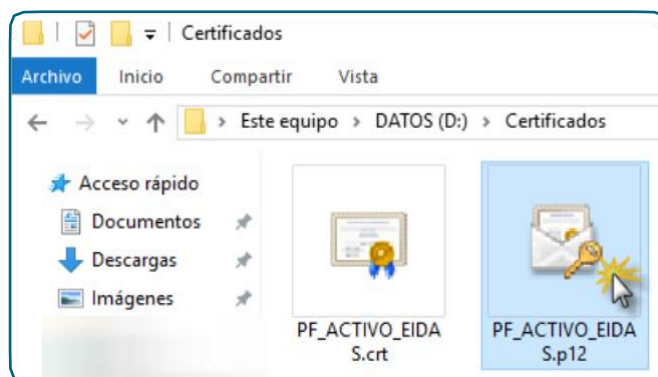 Certificados
Archivo Inicio Compartir Vista
Este equipo > DATOS (D:) > Certificados
Acceso rápido
Documentos
Descargas
Imágenes
PF_ACTIVO_EIDA
S.crt
PF_ACTIVO_EIDA
S.p12